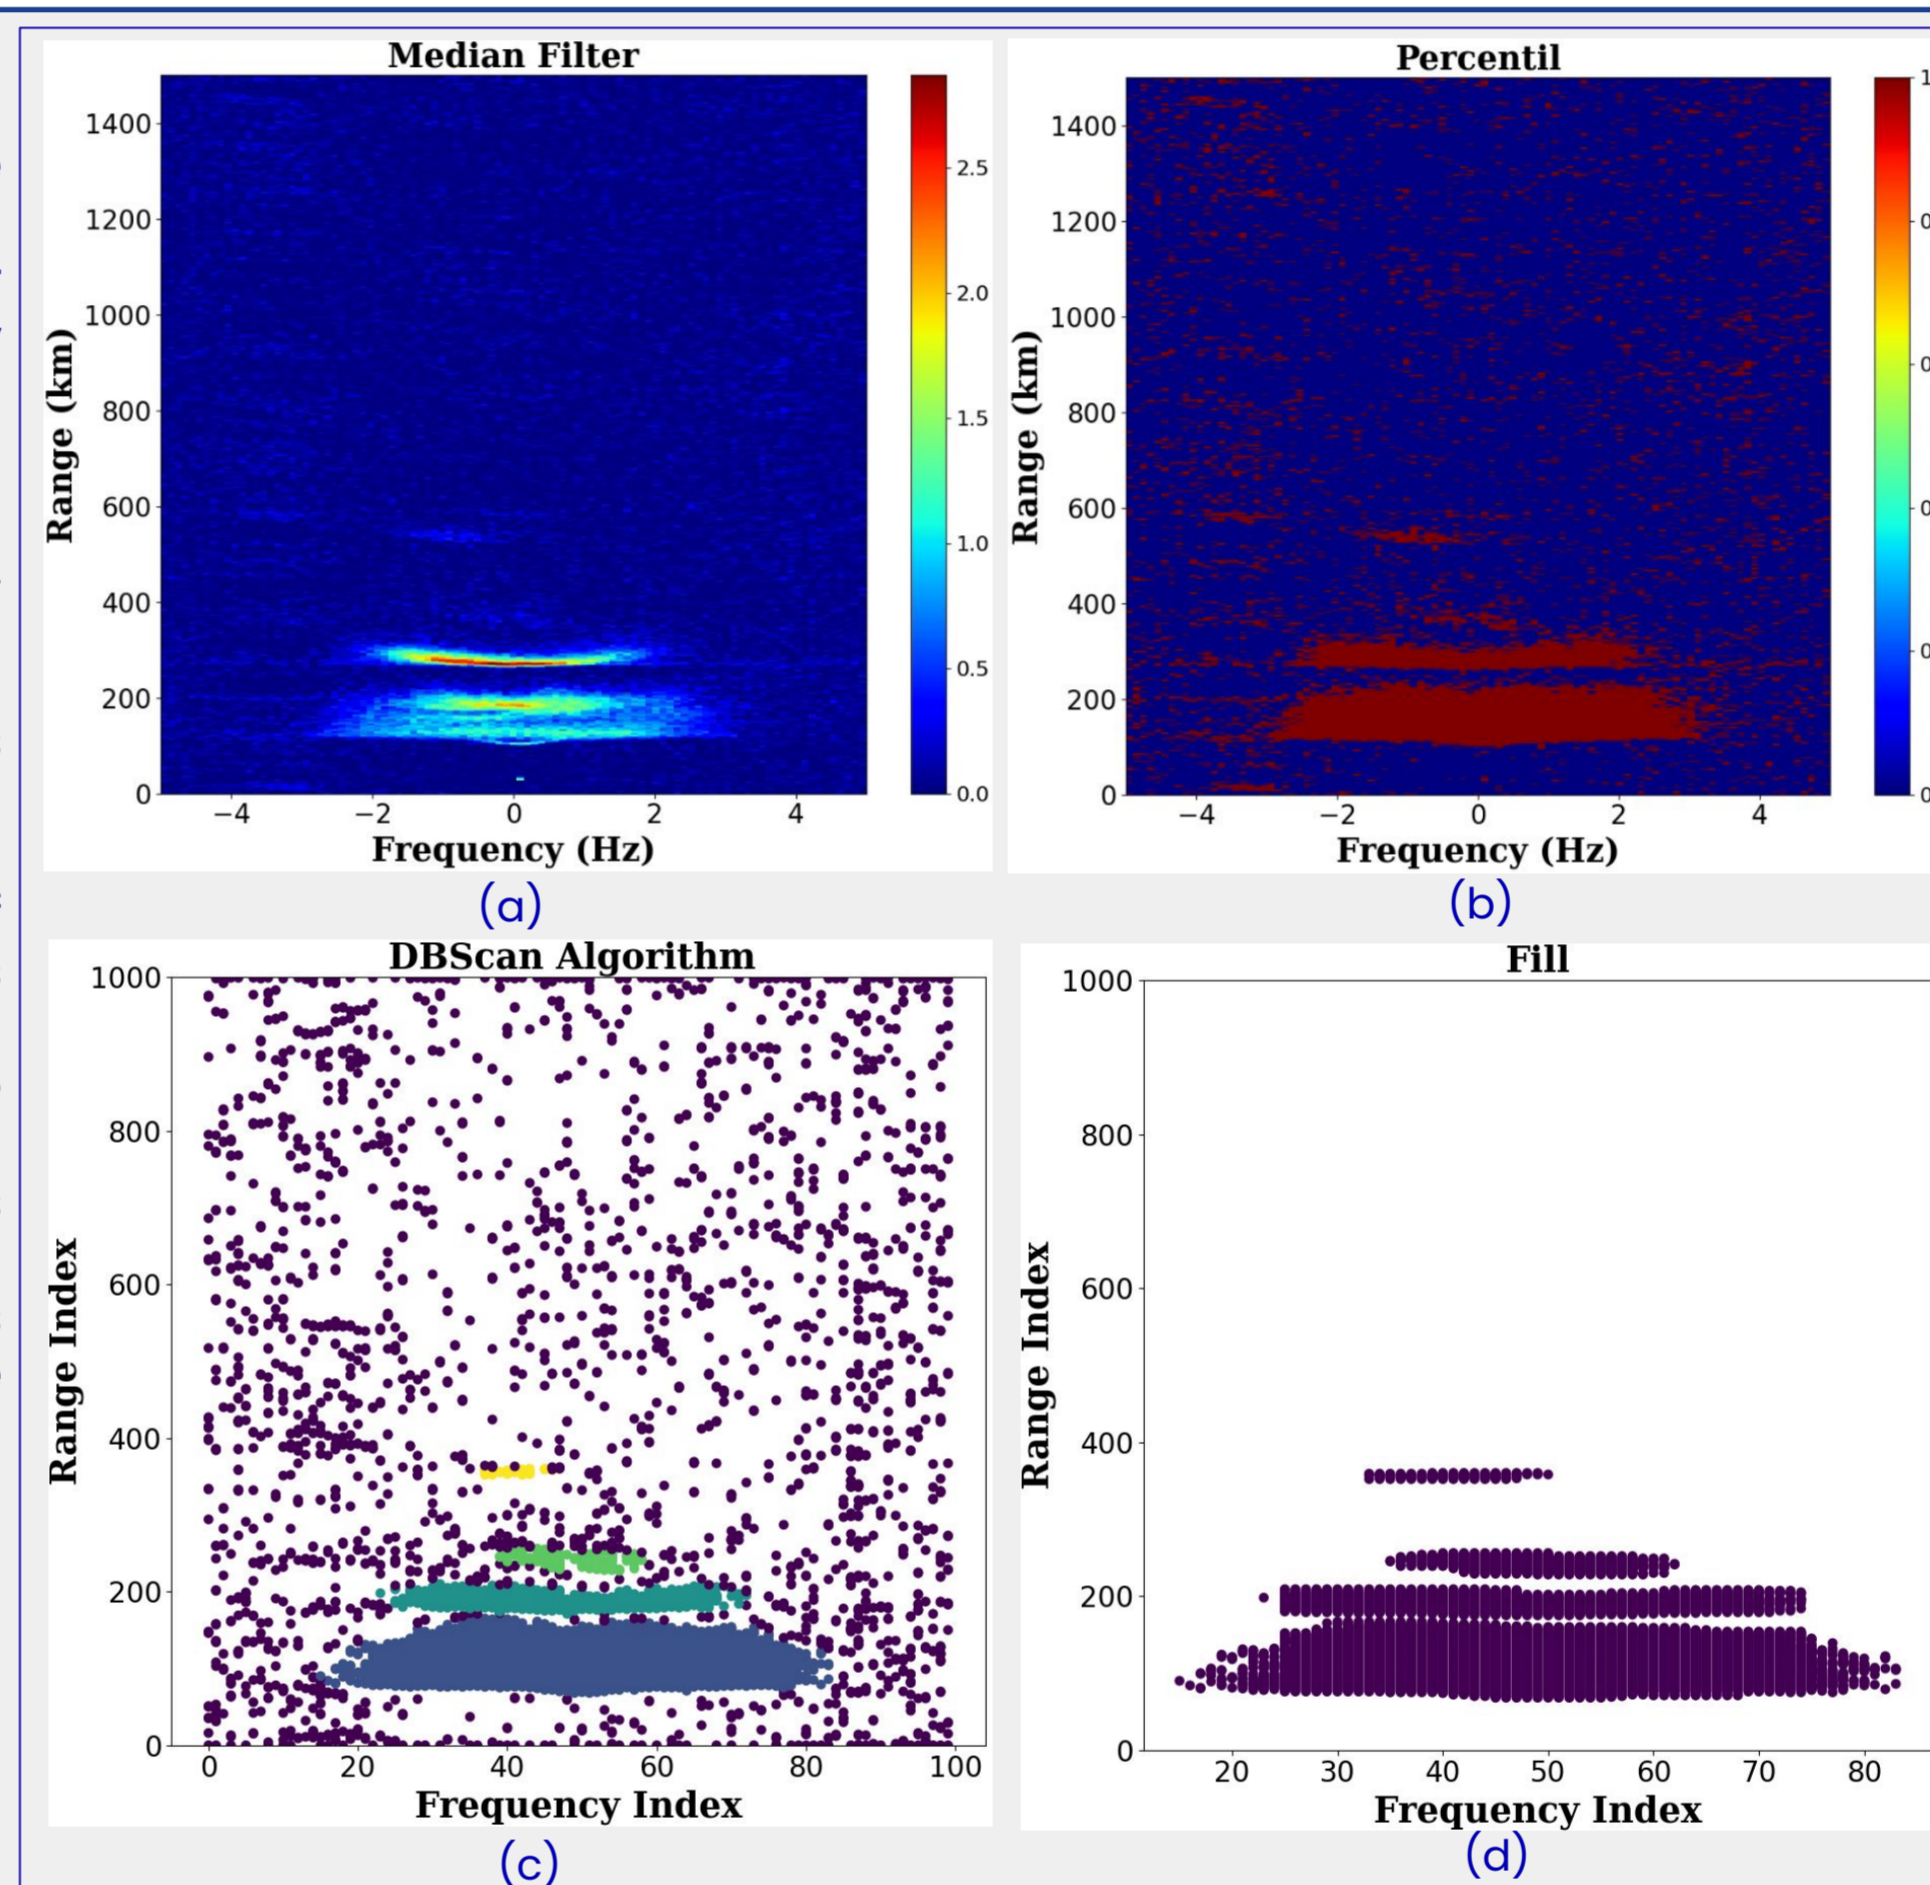 Median Filter
Range (km)
1400
1200
1000
800
600
400
200
0
−4 −2 0 2 4
Frequency (Hz)
2.5
2.0
1.5
1.0
0.5
0.0
(a)
Percentil
Range (km)
1400
1200
1000
800
600
400
200
0
−4 −2 0 2 4
Frequency (Hz)
(b)
DBScan Algorithm
Range Index
1000
800
600
400
200
0
0 20 40 60 80 100
Frequency Index
(c)
Fill
Range Index
1000
800
600
400
200
0
20 30 40 50 60 70 80
Frequency Index
(d)